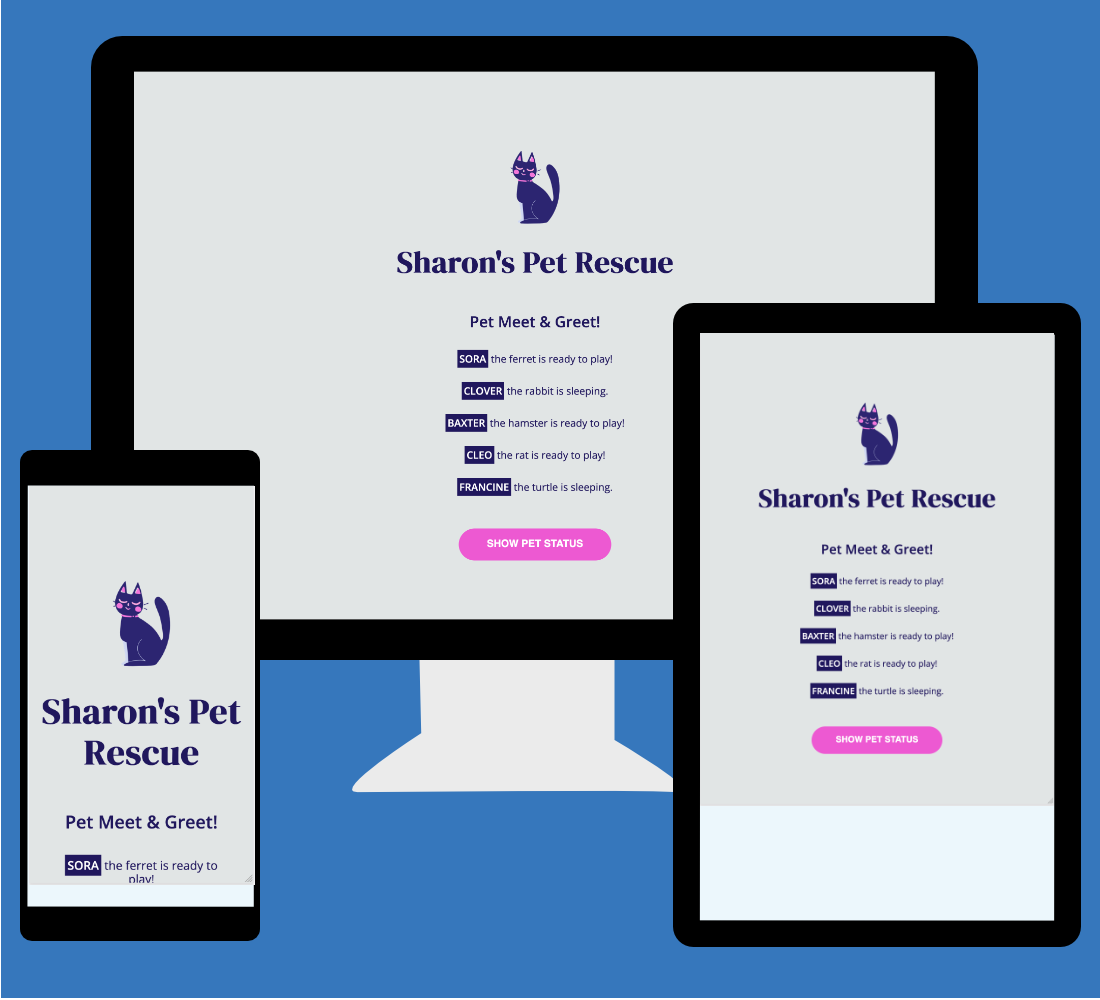 Sharon's Pet Rescue
Pet Meet & Greet!
SORA the ferret is ready to play!
CLOVER the rabbit is sleeping.
BAXTER the hamster is ready to play!
CLEO the rat is ready to play!
FRANCINE the turtle is sleeping.
SHOW PET STATUS
Sharon's Pet
Rescue
Pet Meet & Greet!
SORA the ferret is ready to
play!
Sharon's Pet Rescue
Pet Meet & Greet!
SORA the ferret is ready to play!
CLOVER the rabbit is sleeping.
BAXTER the hamster is ready to play!
CLEO the rat is ready to play!
FRANCINE the turtle is sleeping.
SHOW PET STATUS